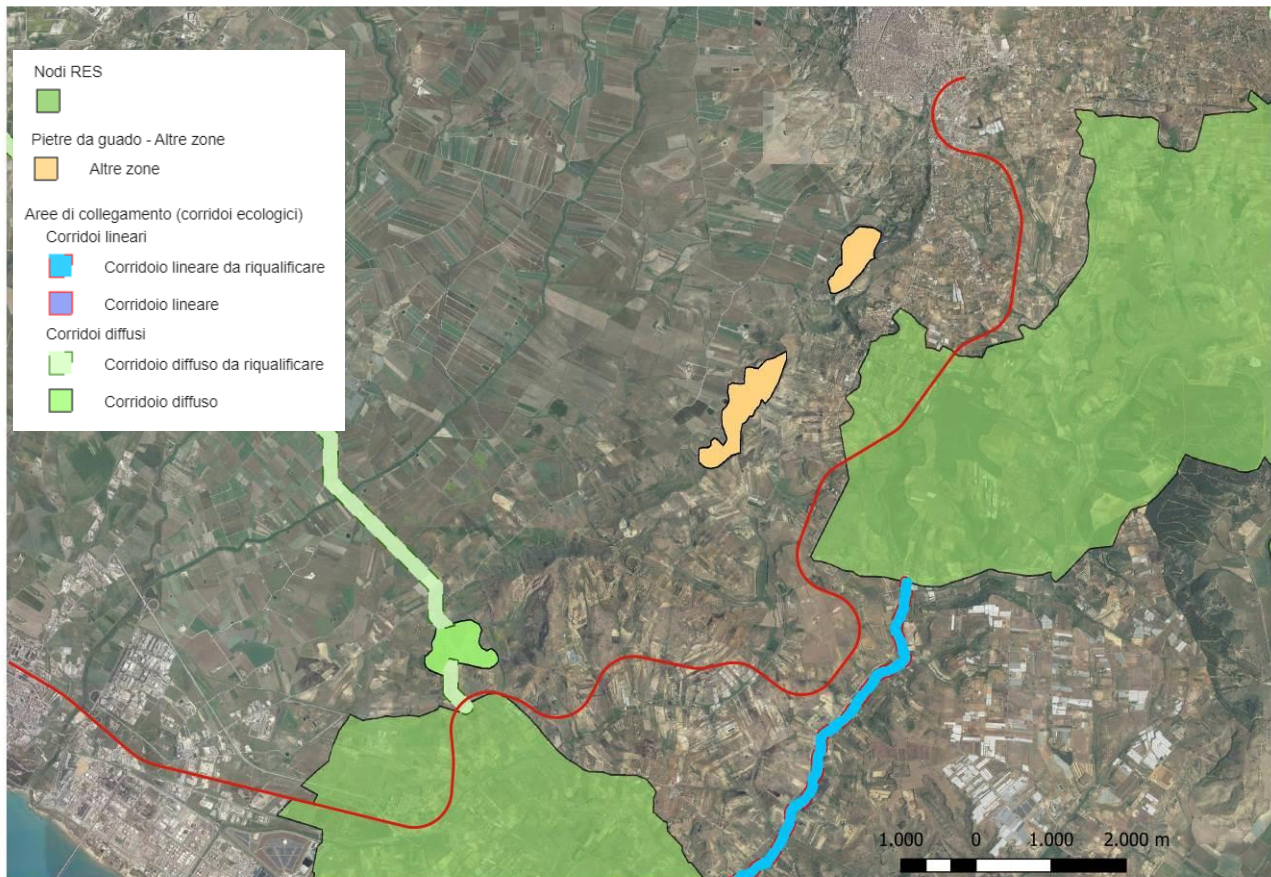 Nodi RES
Pietre da guado - Altre zone
Altre zone
Aree di collegamento (corridoi ecologici)
Corridoi lineari
Corridoio lineare da riqualificare
Corridoio lineare
Corridoi diffusi
Corridoio diffuso da riqualificare
Corridoio diffuso
1.000 0 1.000 2.000 m